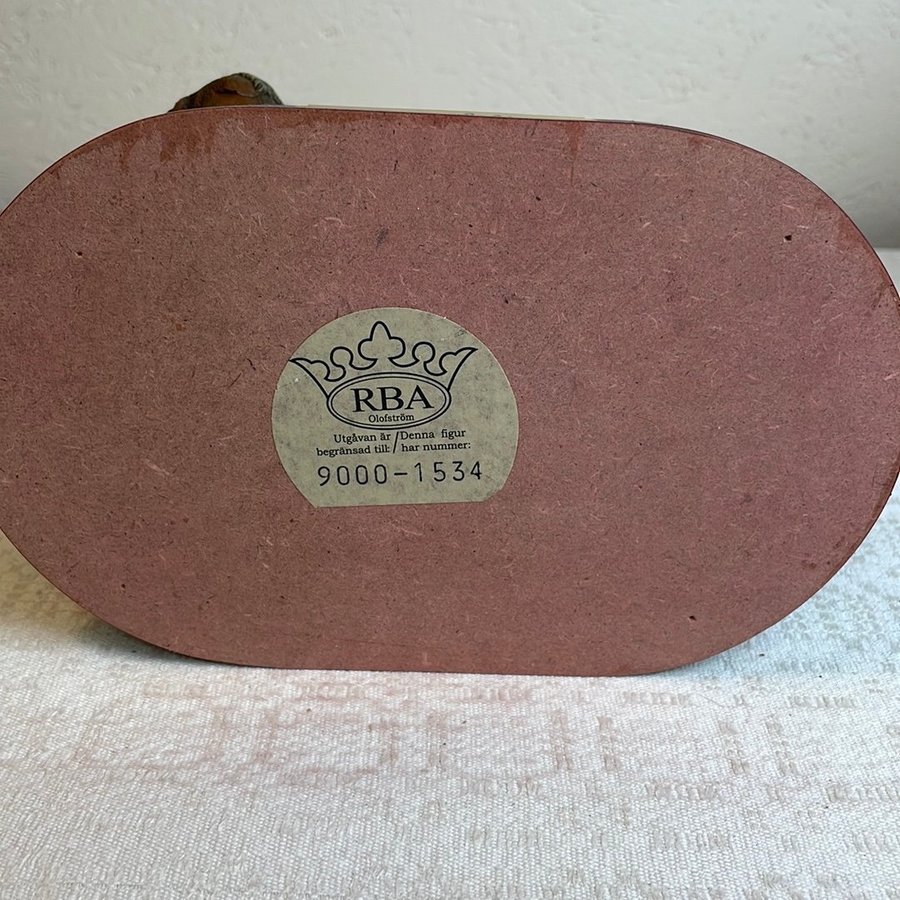 RBA
Olofström
Utgåvan är / Denna figur
begränsad till: / har nummer:
9000-1534